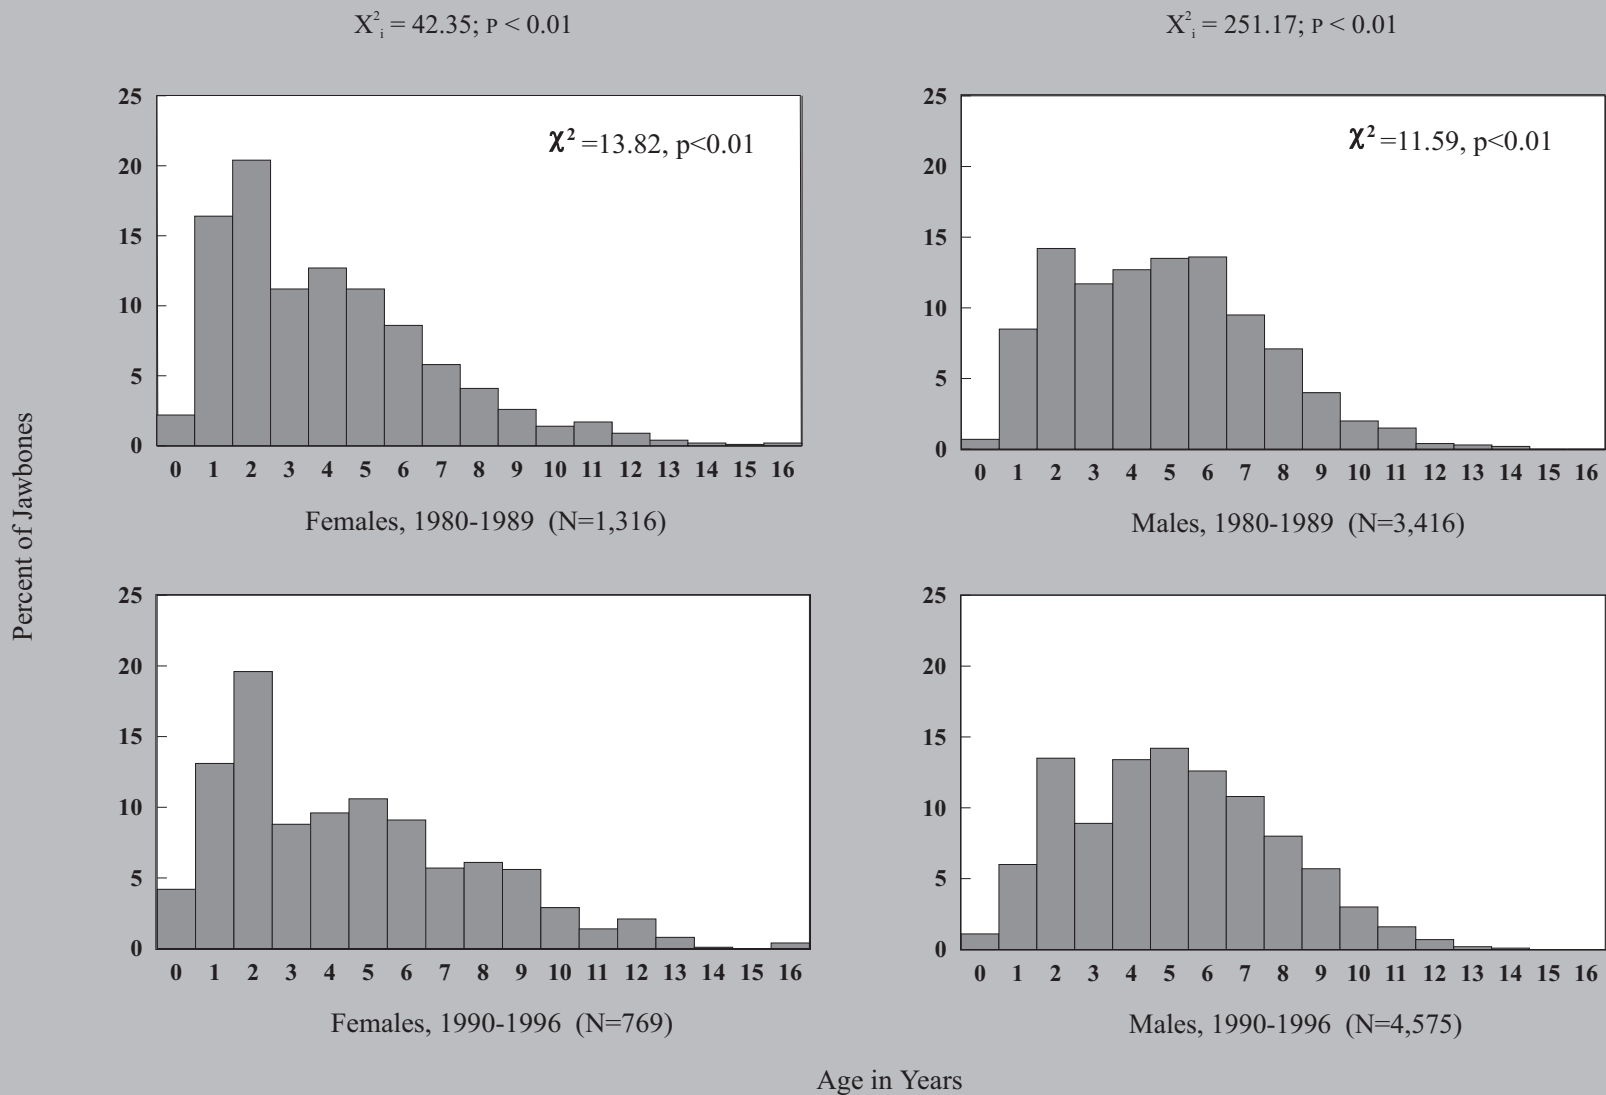 X²ᵢ = 42.35; P < 0.01
X²ᵢ = 251.17; P < 0.01
Percent of Jawbones
25
20
15
10
5
0
χ² =13.82, p<0.01
0 1 2 3 4 5 6 7 8 9 10 11 12 13 14 15 16
Females, 1980-1989 (N=1,316)
25
20
15
10
5
0
χ² =11.59, p<0.01
0 1 2 3 4 5 6 7 8 9 10 11 12 13 14 15 16
Males, 1980-1989 (N=3,416)
25
20
15
10
5
0
0 1 2 3 4 5 6 7 8 9 10 11 12 13 14 15 16
Females, 1990-1996 (N=769)
25
20
15
10
5
0
0 1 2 3 4 5 6 7 8 9 10 11 12 13 14 15 16
Males, 1990-1996 (N=4,575)
Age in Years